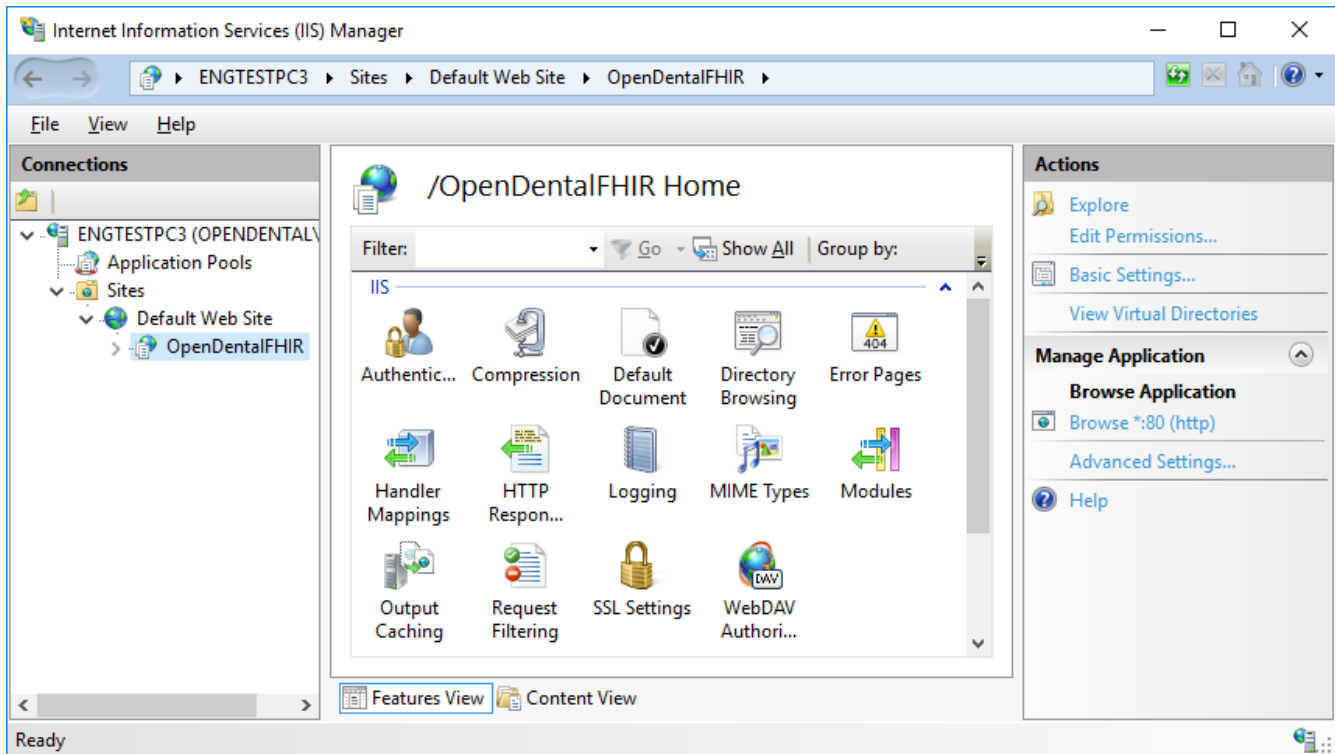 Internet Information Services (IIS) Manager
ENGTESTPC3 Sites Default Web Site OpenDentalFHIR
File View Help
Connections
ENGTESTPC3 (OPENDENTAL\
Application Pools
Sites
Default Web Site
OpenDentalFHIR
/OpenDentalFHIR Home
Filter: Go Show All Group by:
IIS
Authentic... Compression Default Document Directory Browsing Error Pages
404
Handler Mappings HTTP Respon... Logging MIME Types Modules
Output Caching Request Filtering SSL Settings WebDAV Authori...
DAV
Features View Content View
Actions
Explore
Edit Permissions...
Basic Settings...
View Virtual Directories
Manage Application
Browse Application
Browse *:80 (http)
Advanced Settings...
Help
Ready